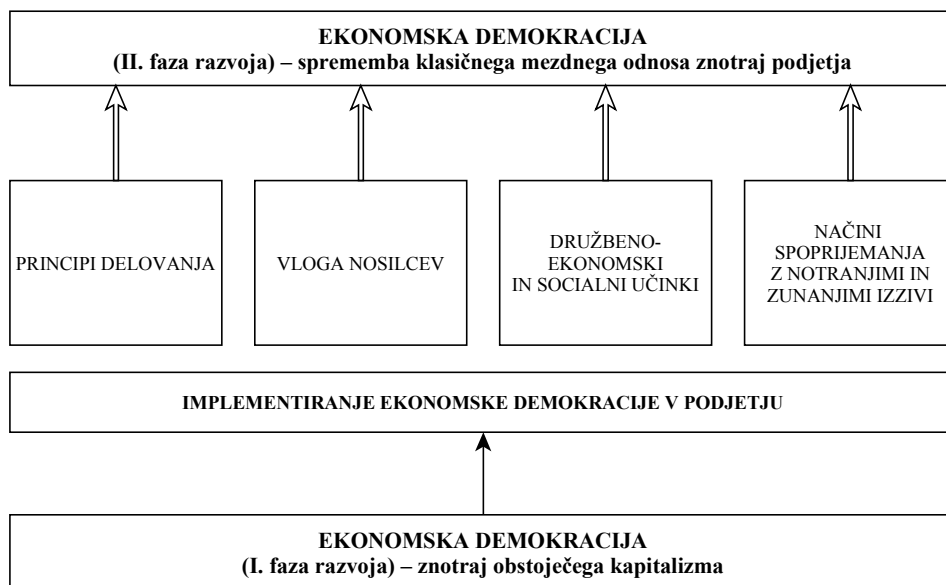 EKONOMSKA DEMOKRACIJA
(II. faza razvoja) – sprememba klasičnega mezdnega odnosa znotraj podjetja
PRINCIPI DELOVANJA
VLOGA NOSILCEV
DRUŽBENO-
EKONOMSKI
IN SOCIALNI UČINKI
NAČINI
SPOPRIJEMANJA
Z NOTRANJIMI IN
ZUNANJIMI IZZIVI
IMPLEMENTIRANJE EKONOMSKE DEMOKRACIJE V PODJETJU
EKONOMSKA DEMOKRACIJA
(I. faza razvoja) – znotraj obstoječega kapitalizma